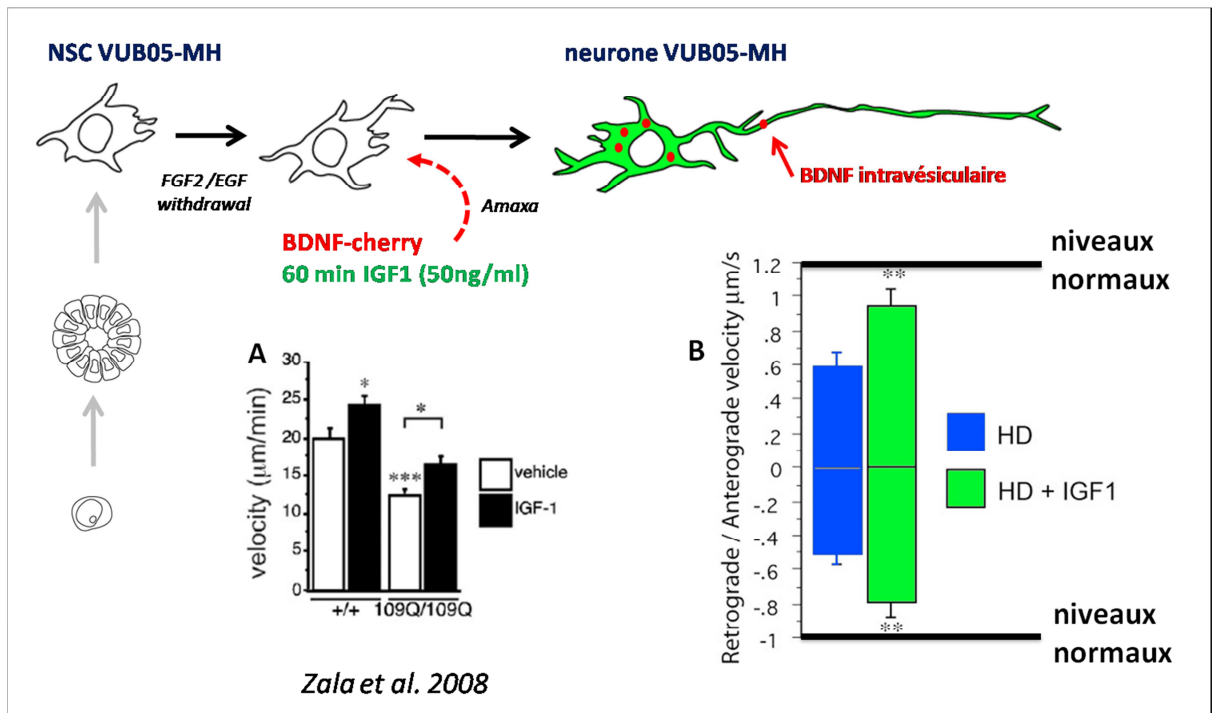 NSC VUB05-MH
neurone VUB05-MH
FGF2 /EGF
withdrawal
Amaxa
BDNF intravésiculaire
BDNF-cherry
60 min IGF1 (50ng/ml)
A
velocity (μm/min)
30
25
20
15
10
5
0
*
***
*
vehicle
IGF-1
+/+
109Q/109Q
Zala et al. 2008
B
Retrograde / Anterograde velocity μm/s
1.2
1
.8
.6
.4
.2
0
-.2
-.4
-.6
-.8
-1
**
**
niveaux
normaux
HD
HD + IGF1
niveaux
normaux